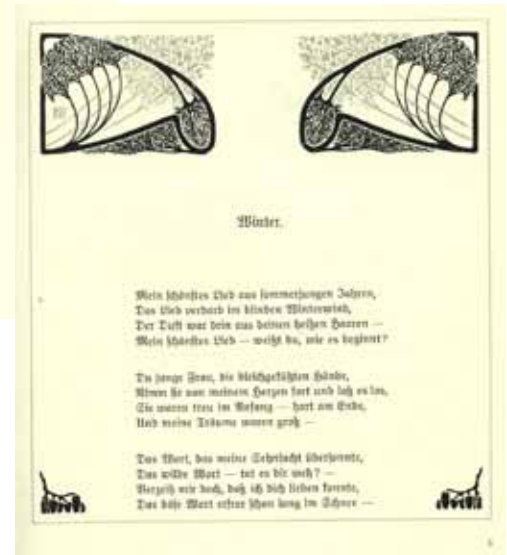 Winter.
Mein schönstes Lied aus sommerjungen Jahren,
Das Lied verdarb im blinden Winterwind,
Der Duft war drin aus deinen heißen Haaren —
Mein schönstes Lied — weißt du, wie es beginnt?
Du junge Frau, die bleichgeküßten Hände,
Nimm sie von meinem Herzen fort und laß es los,
Sie waren treu im Anfang — hart am Ende,
Und meine Träume waren groß —
Das Wort, das meine Sehnsucht übersonnte,
Das wilde Wort — tut es dir weh? —
Verzeih mir doch, daß ich dich lieben konnte,
Das böse Wort erfror schon lang im Schnee —